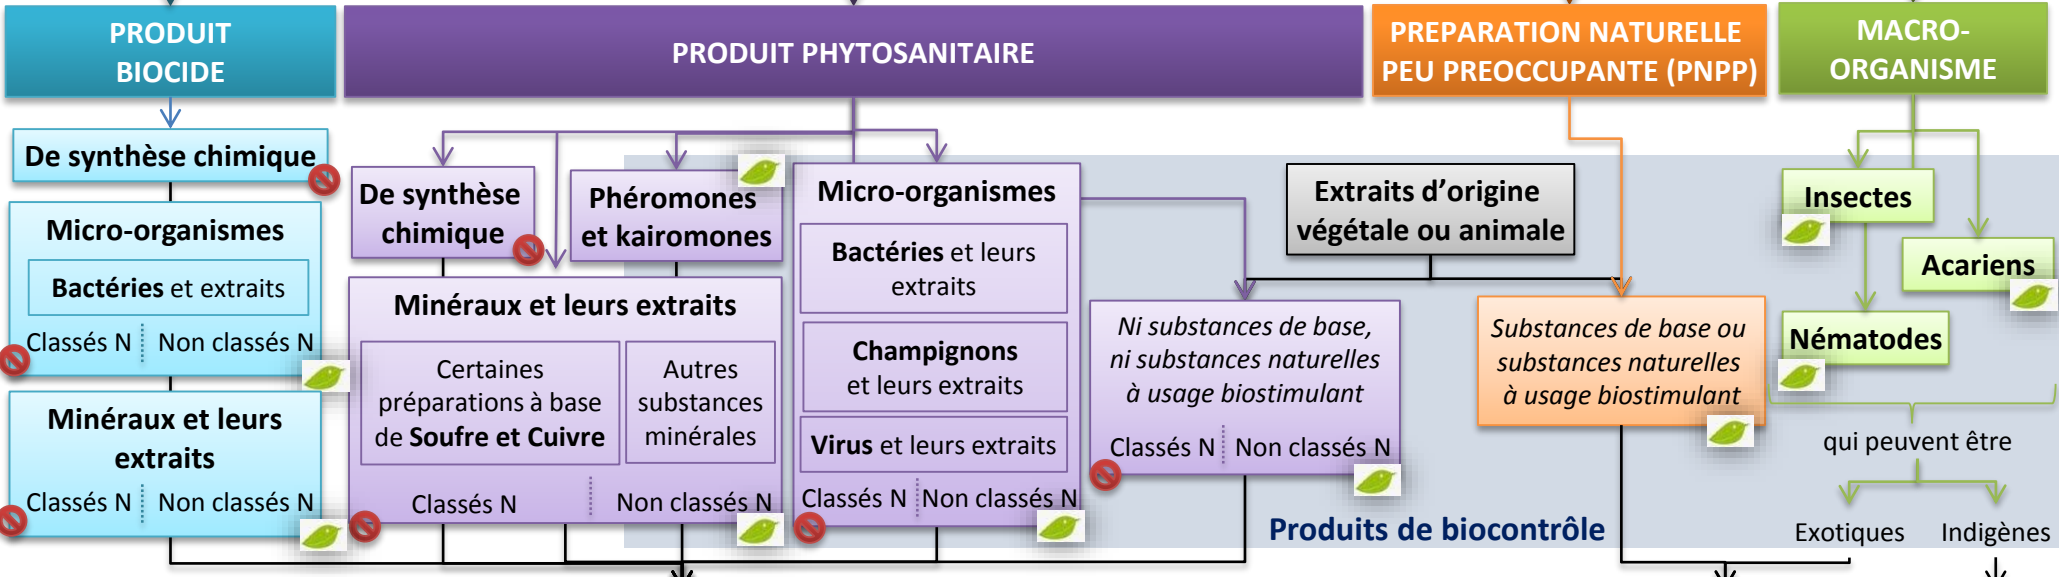 PRODUIT
BIOCIDE
PRODUIT PHYTOSANITAIRE
PREPARATION NATURELLE
PEU PREOCCUPANTE (PNPP)
MACRO-
ORGANISME
De synthèse chimique
Micro-organismes
Bactéries et extraits
Classés N
Non classés N
Minéraux et leurs
extraits
Classés N
Non classés N
De synthèse
chimique
Phéromones
et kairomones
Minéraux et leurs extraits
Certaines
préparations à base
de Soufre et Cuivre
Autres
substances
minérales
Classés N
Non classés N
Micro-organismes
Bactéries et leurs
extraits
Champignons
et leurs extraits
Virus et leurs extraits
Classés N
Non classés N
Extraits d’origine
végétale ou animale
Ni substances de base,
ni substances naturelles
à usage biostimulant
Classés N
Non classés N
Substances de base ou
substances naturelles
à usage biostimulant
Produits de biocontrôle
Insectes
Acariens
Nématodes
qui peuvent être
Exotiques
Indigènes